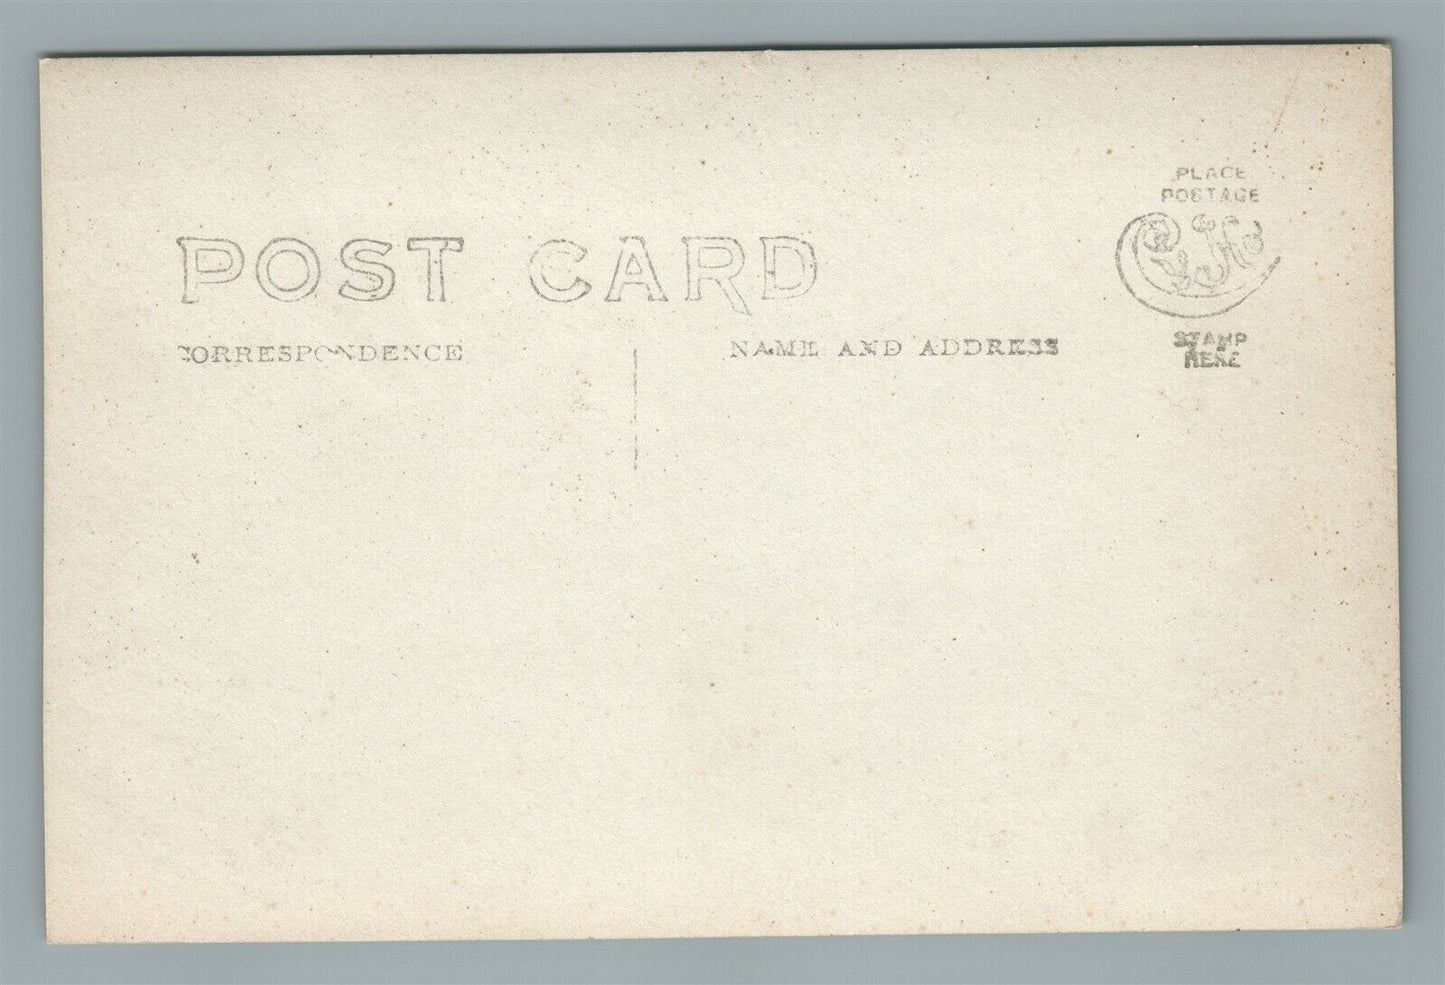 PLACE
POSTAGE
POST CARD
CORRESPONDENCE
NAME AND ADDRESS
STAMP
HERE